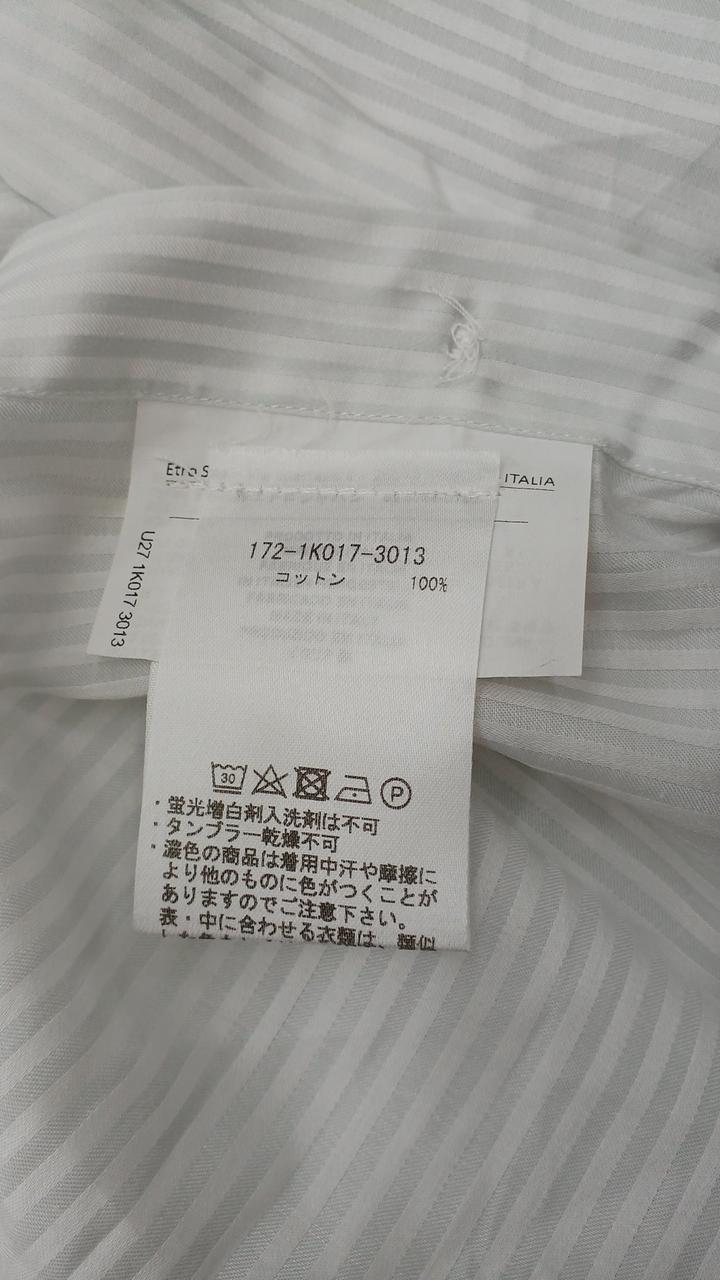 Etro S
ITALIA
U27 1K017 3013
172-1K017-3013
コットン 100%
30
P
・蛍光増白剤入洗剤は不可
・タンブラー乾燥不可
・濃色の商品は着用中汗や摩擦に
より他のものに色がつくことが
ありますのでご注意下さい。
表・中に合わせる衣類は、類似